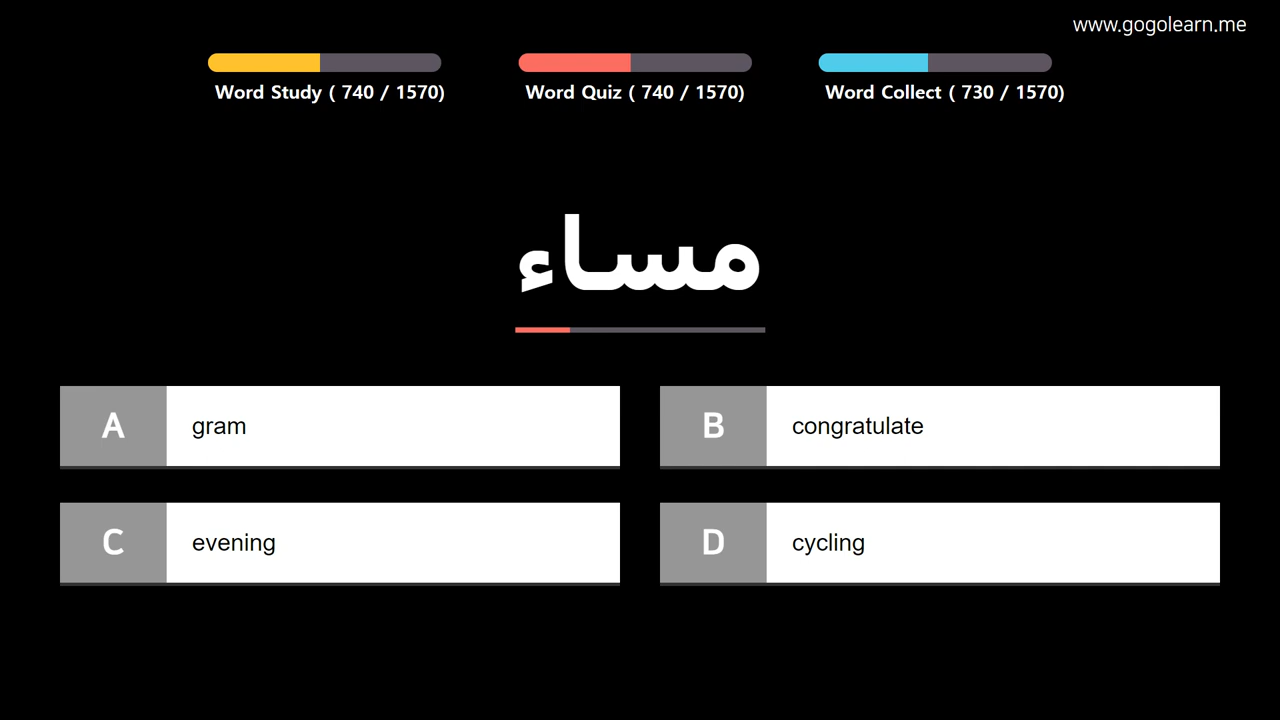 www.gogolearn.me
Word Study ( 740 / 1570)
Word Quiz ( 740 / 1570)
Word Collect ( 730 / 1570)
مساء
A gram
B congratulate
C evening
D cycling